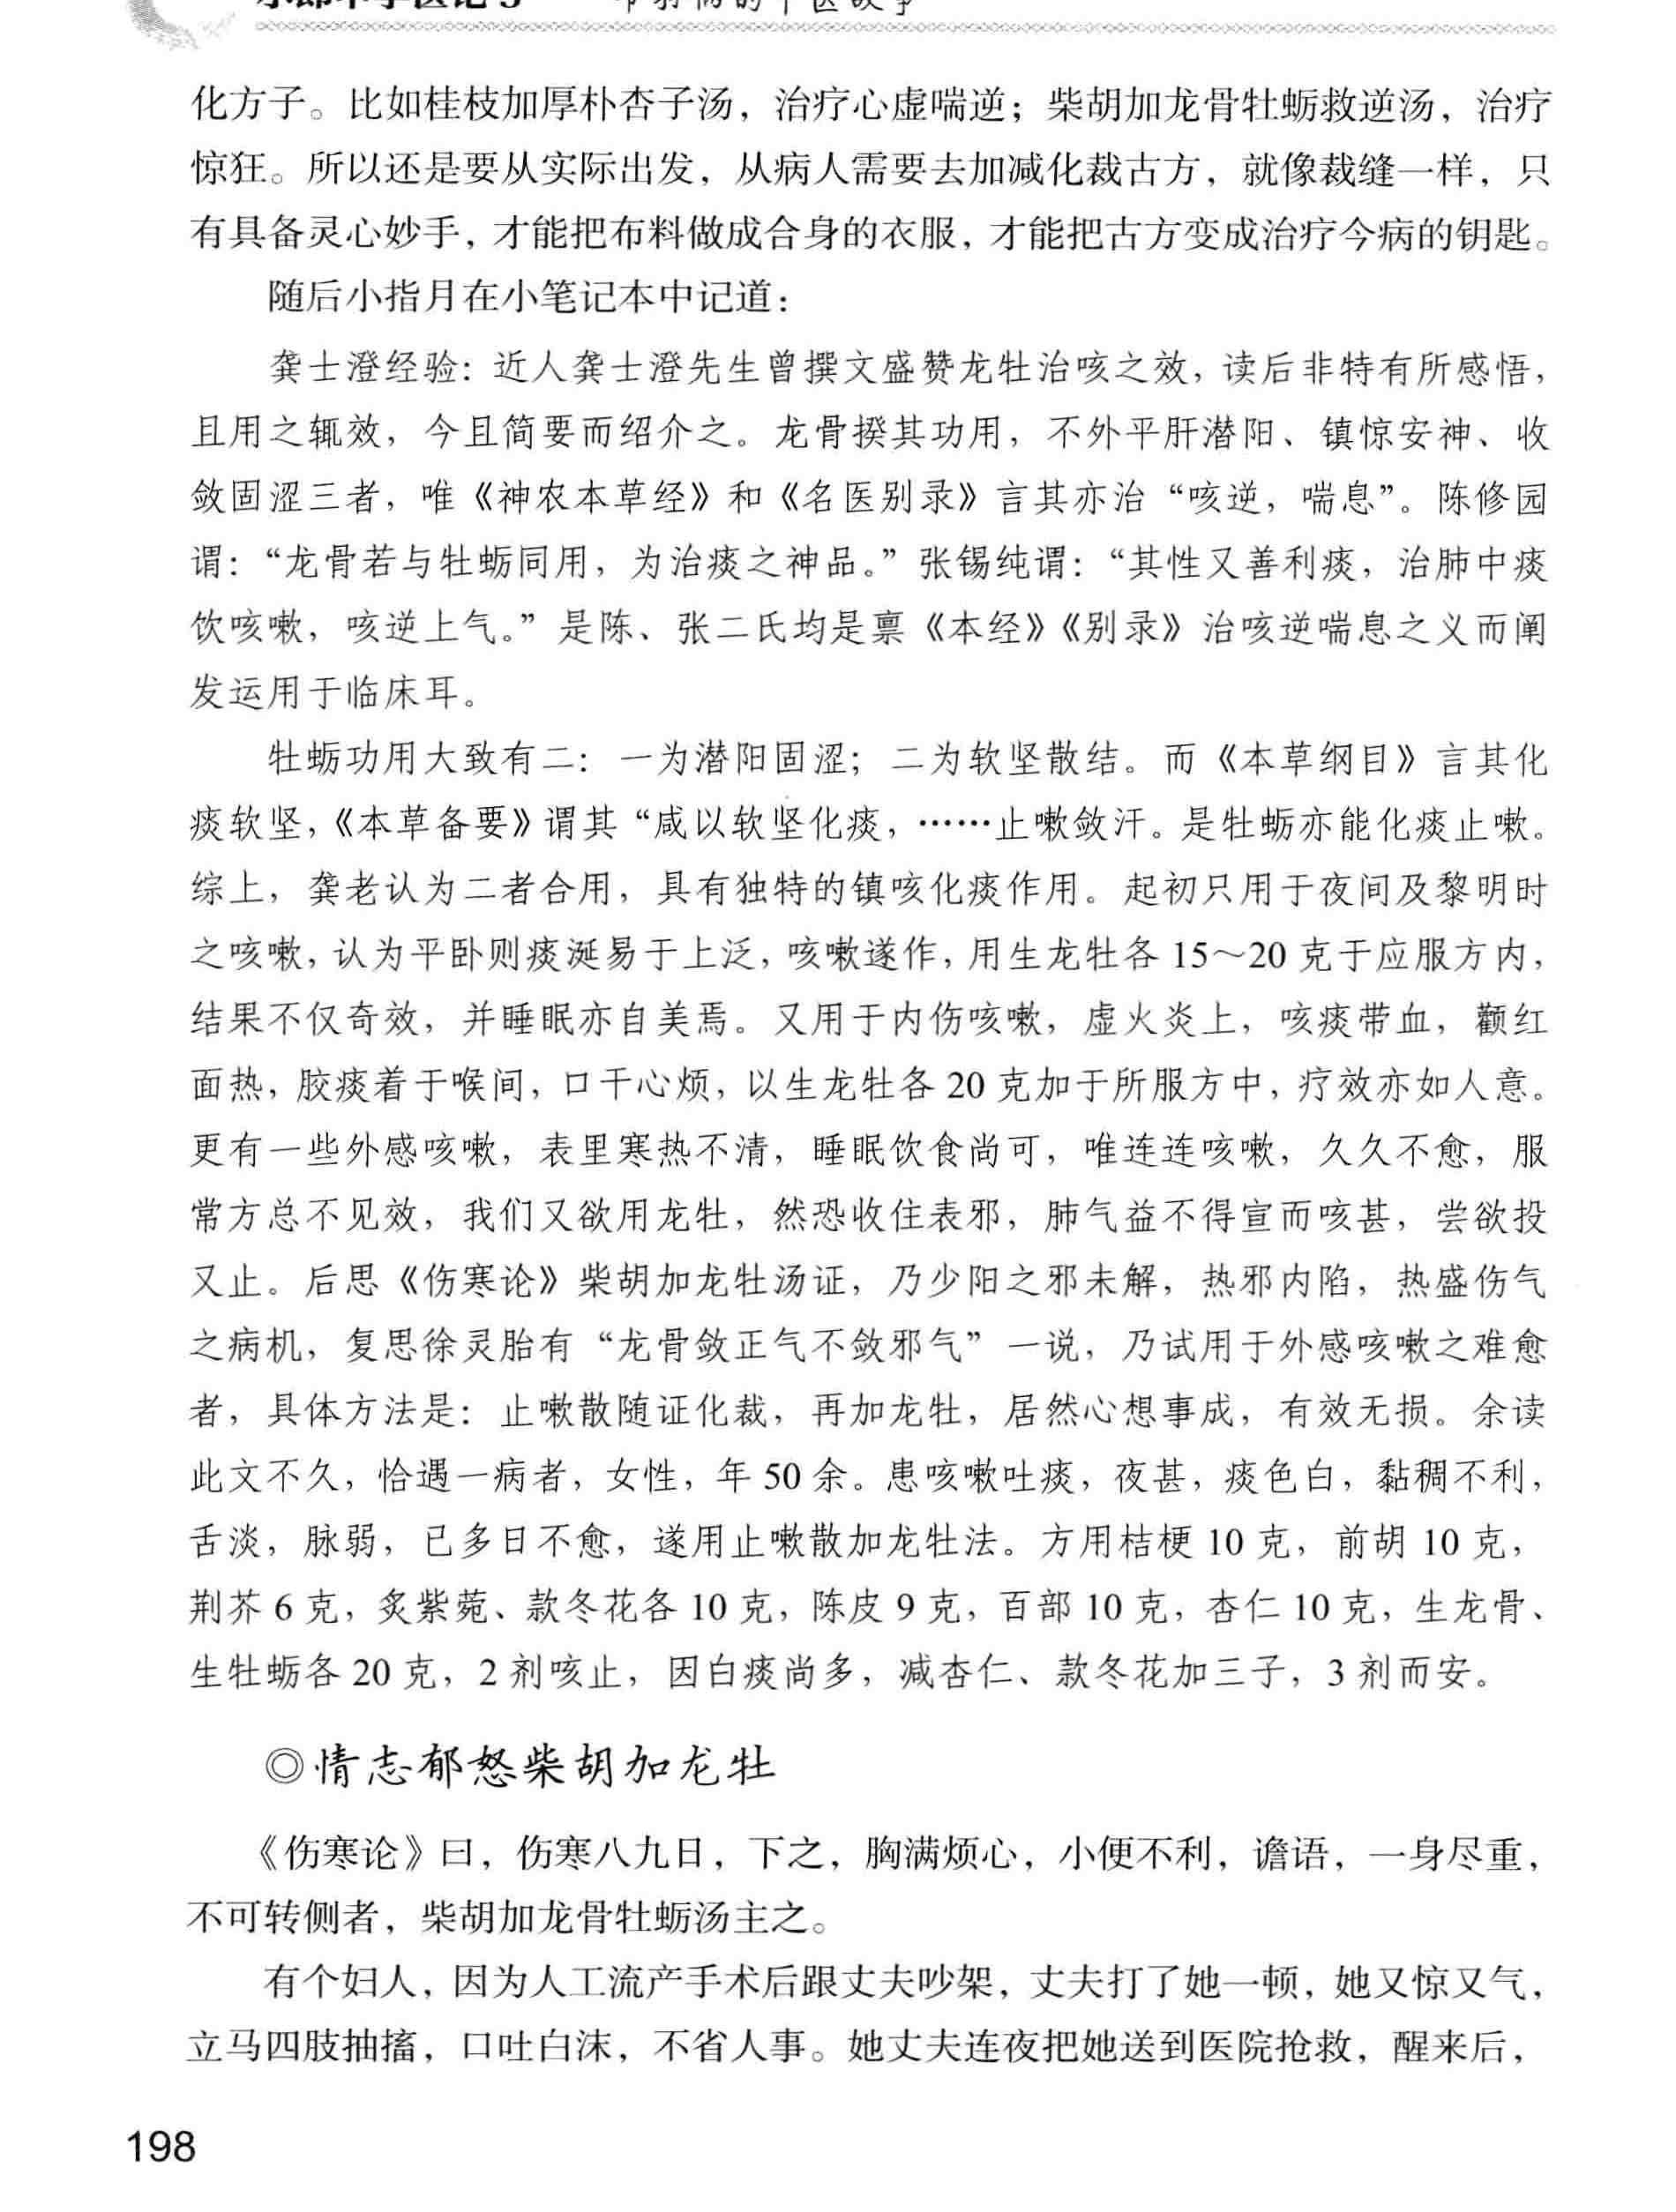 化方子。比如桂枝加厚朴杏子汤，治疗心虚喘逆；柴胡加龙骨牡蛎救逆汤，治疗
惊狂。所以还是要从实际出发，从病人需要去加减化裁古方，就像裁缝一样，只
有具备灵心妙手，才能把布料做成合身的衣服，才能把古方变成治疗今病的钥匙。
随后小指月在小笔记本中记道：
龚士澄经验：近人龚士澄先生曾撰文盛赞龙牡治咳之效，读后非特有所感悟，
且用之辄效，今且简要而绍介之。龙骨揆其功用，不外平肝潜阳、镇惊安神、收
敛固涩三者，唯《神农本草经》和《名医别录》言其亦治“咳逆，喘息”。陈修园
谓：“龙骨若与牡蛎同用，为治痰之神品。”张锡纯谓：“其性又善利痰，治肺中痰
饮咳嗽，咳逆上气。”是陈、张二氏均是禀《本经》《别录》治咳逆喘息之义而阐
发运用于临床耳。
牡蛎功用大致有二：一为潜阳固涩；二为软坚散结。而《本草纲目》言其化
痰软坚，《本草备要》谓其“咸以软坚化痰，……止嗽敛汗。是牡蛎亦能化痰止嗽。
综上，龚老认为二者合用，具有独特的镇咳化痰作用。起初只用于夜间及黎明时
之咳嗽，认为平卧则痰涎易于上泛，咳嗽遂作，用生龙牡各 15～20 克于应服方内，
结果不仅奇效，并睡眠亦自美焉。又用于内伤咳嗽，虚火炎上，咳痰带血，颧红
面热，胶痰着于喉间，口干心烦，以生龙牡各 20 克加于所服方中，疗效亦如人意。
更有一些外感咳嗽，表里寒热不清，睡眠饮食尚可，唯连连咳嗽，久久不愈，服
常方总不见效，我们又欲用龙牡，然恐收住表邪，肺气益不得宣而咳甚，尝欲投
又止。后思《伤寒论》柴胡加龙牡汤证，乃少阳之邪未解，热邪内陷，热盛伤气
之病机，复思徐灵胎有“龙骨敛正气不敛邪气”一说，乃试用于外感咳嗽之难愈
者，具体方法是：止嗽散随证化裁，再加龙牡，居然心想事成，有效无损。余读
此文不久，恰遇一病者，女性，年 50 余。患咳嗽吐痰，夜甚，痰色白，黏稠不利，
舌淡，脉弱，已多日不愈，遂用止嗽散加龙牡法。方用桔梗 10 克，前胡 10 克，
荆芥 6 克，炙紫菀、款冬花各 10 克，陈皮 9 克，百部 10 克，杏仁 10 克，生龙骨、
生牡蛎各 20 克，2 剂咳止，因白痰尚多，减杏仁、款冬花加三子，3 剂而安。
◎情志郁怒柴胡加龙牡
《伤寒论》曰，伤寒八九日，下之，胸满烦心，小便不利，谵语，一身尽重，
不可转侧者，柴胡加龙骨牡蛎汤主之。
有个妇人，因为人工流产手术后跟丈夫吵架，丈夫打了她一顿，她又惊又气，
立马四肢抽搐，口吐白沫，不省人事。她丈夫连夜把她送到医院抢救，醒来后，
198